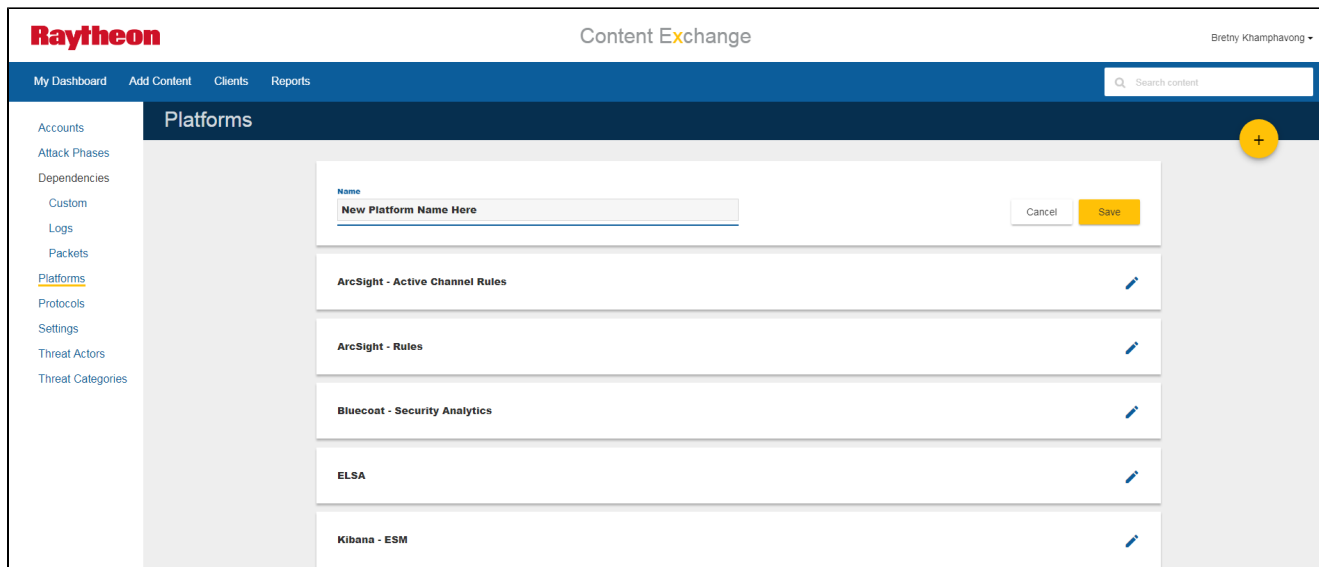 Raytheon
Content Exchange
Bretny Khamphavong
My Dashboard Add Content Clients Reports
Search content
Platforms
Accounts
Attack Phases
Dependencies
Custom
Logs
Packets
Platforms
Protocols
Settings
Threat Actors
Threat Categories
+
Name
New Platform Name Here
Cancel Save
ArcSight - Active Channel Rules
ArcSight - Rules
Bluecoat - Security Analytics
ELSA
Kibana - ESM